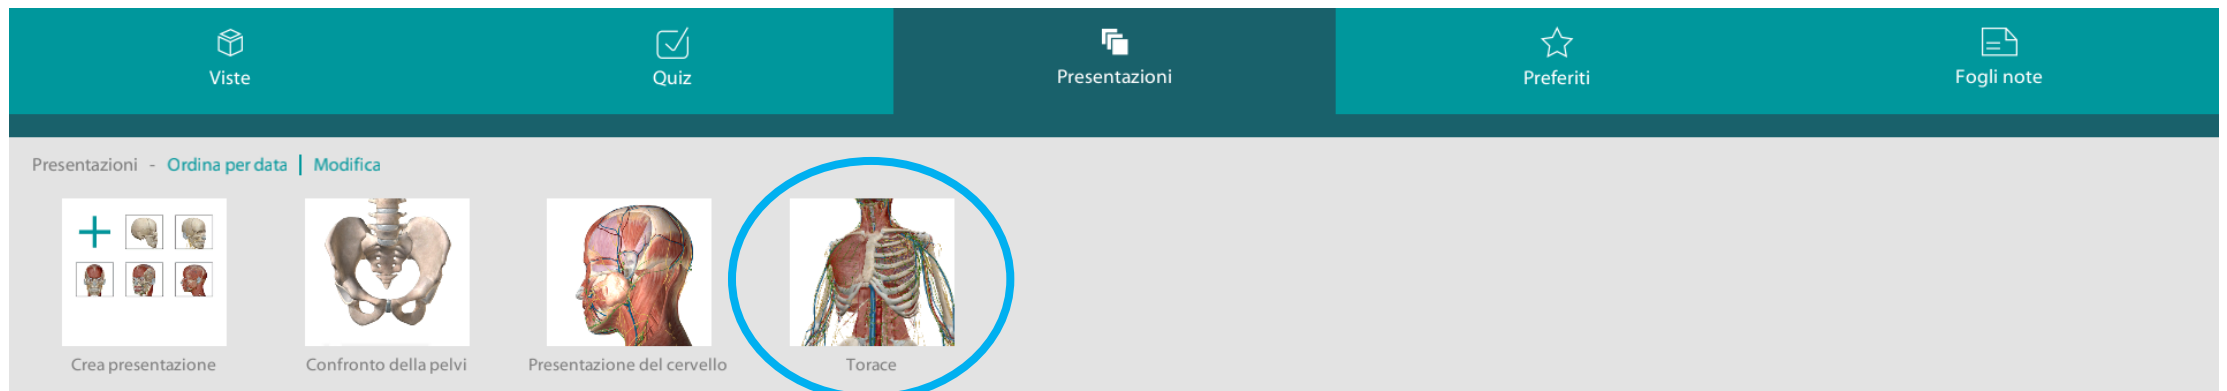 Viste
Quiz
Presentazioni
Preferiti
Fogli note
Presentazioni - Ordina per data | Modifica
Crea presentazione
Confronto della pelvi
Presentazione del cervello
Torace